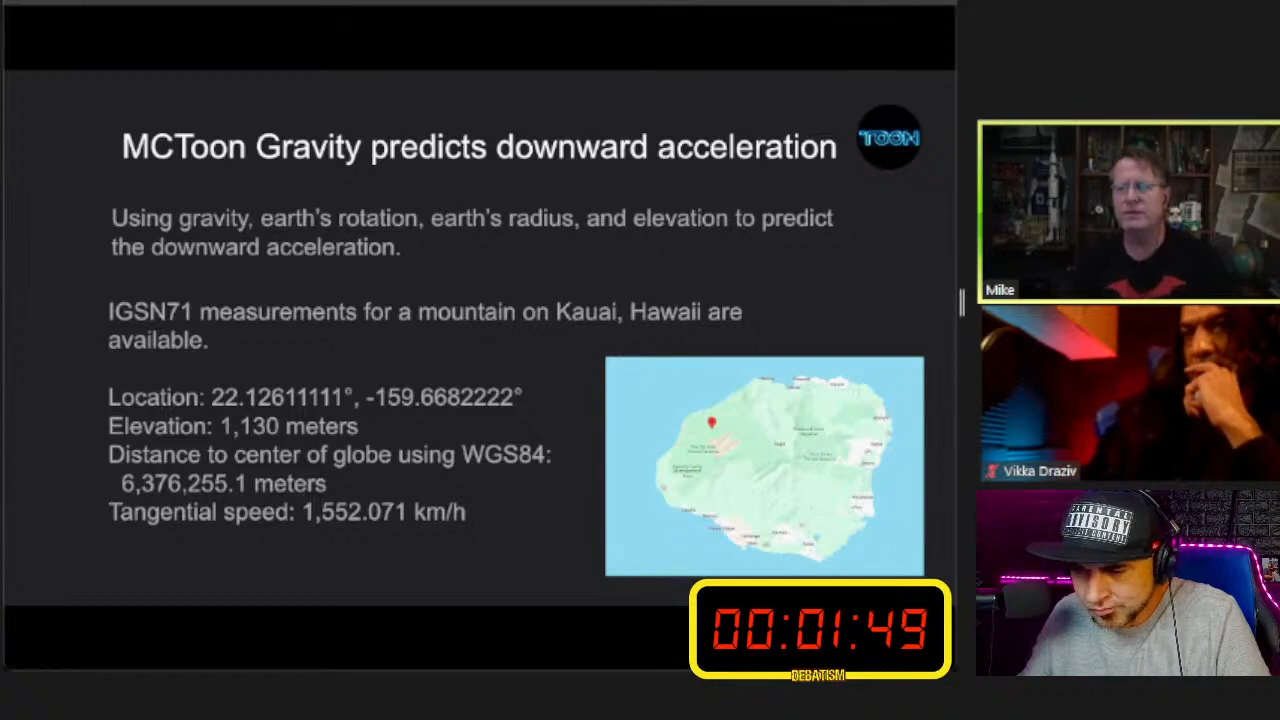 MCToon Gravity predicts downward acceleration
TOON
Using gravity, earth's rotation, earth's radius, and elevation to predict
the downward acceleration.
IGSN71 measurements for a mountain on Kauai, Hawaii are
available.
Location: 22.12611111°, -159.6682222°
Elevation: 1,130 meters
Distance to center of globe using WGS84:
6,376,255.1 meters
Tangential speed: 1,552.071 km/h
Mike
Vikka Draziv
PARENTAL
ADVISORY
00:01:49
DEBATISM